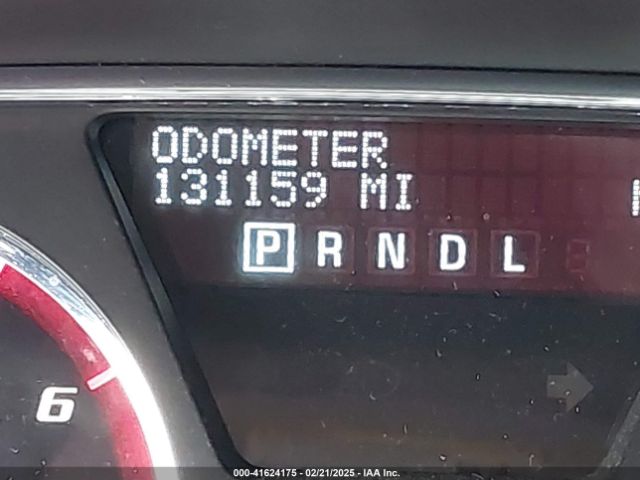 ODOMETER
131159 MI
P R N D L
6
000-41624175 - 02/21/2025 - IAA Inc.